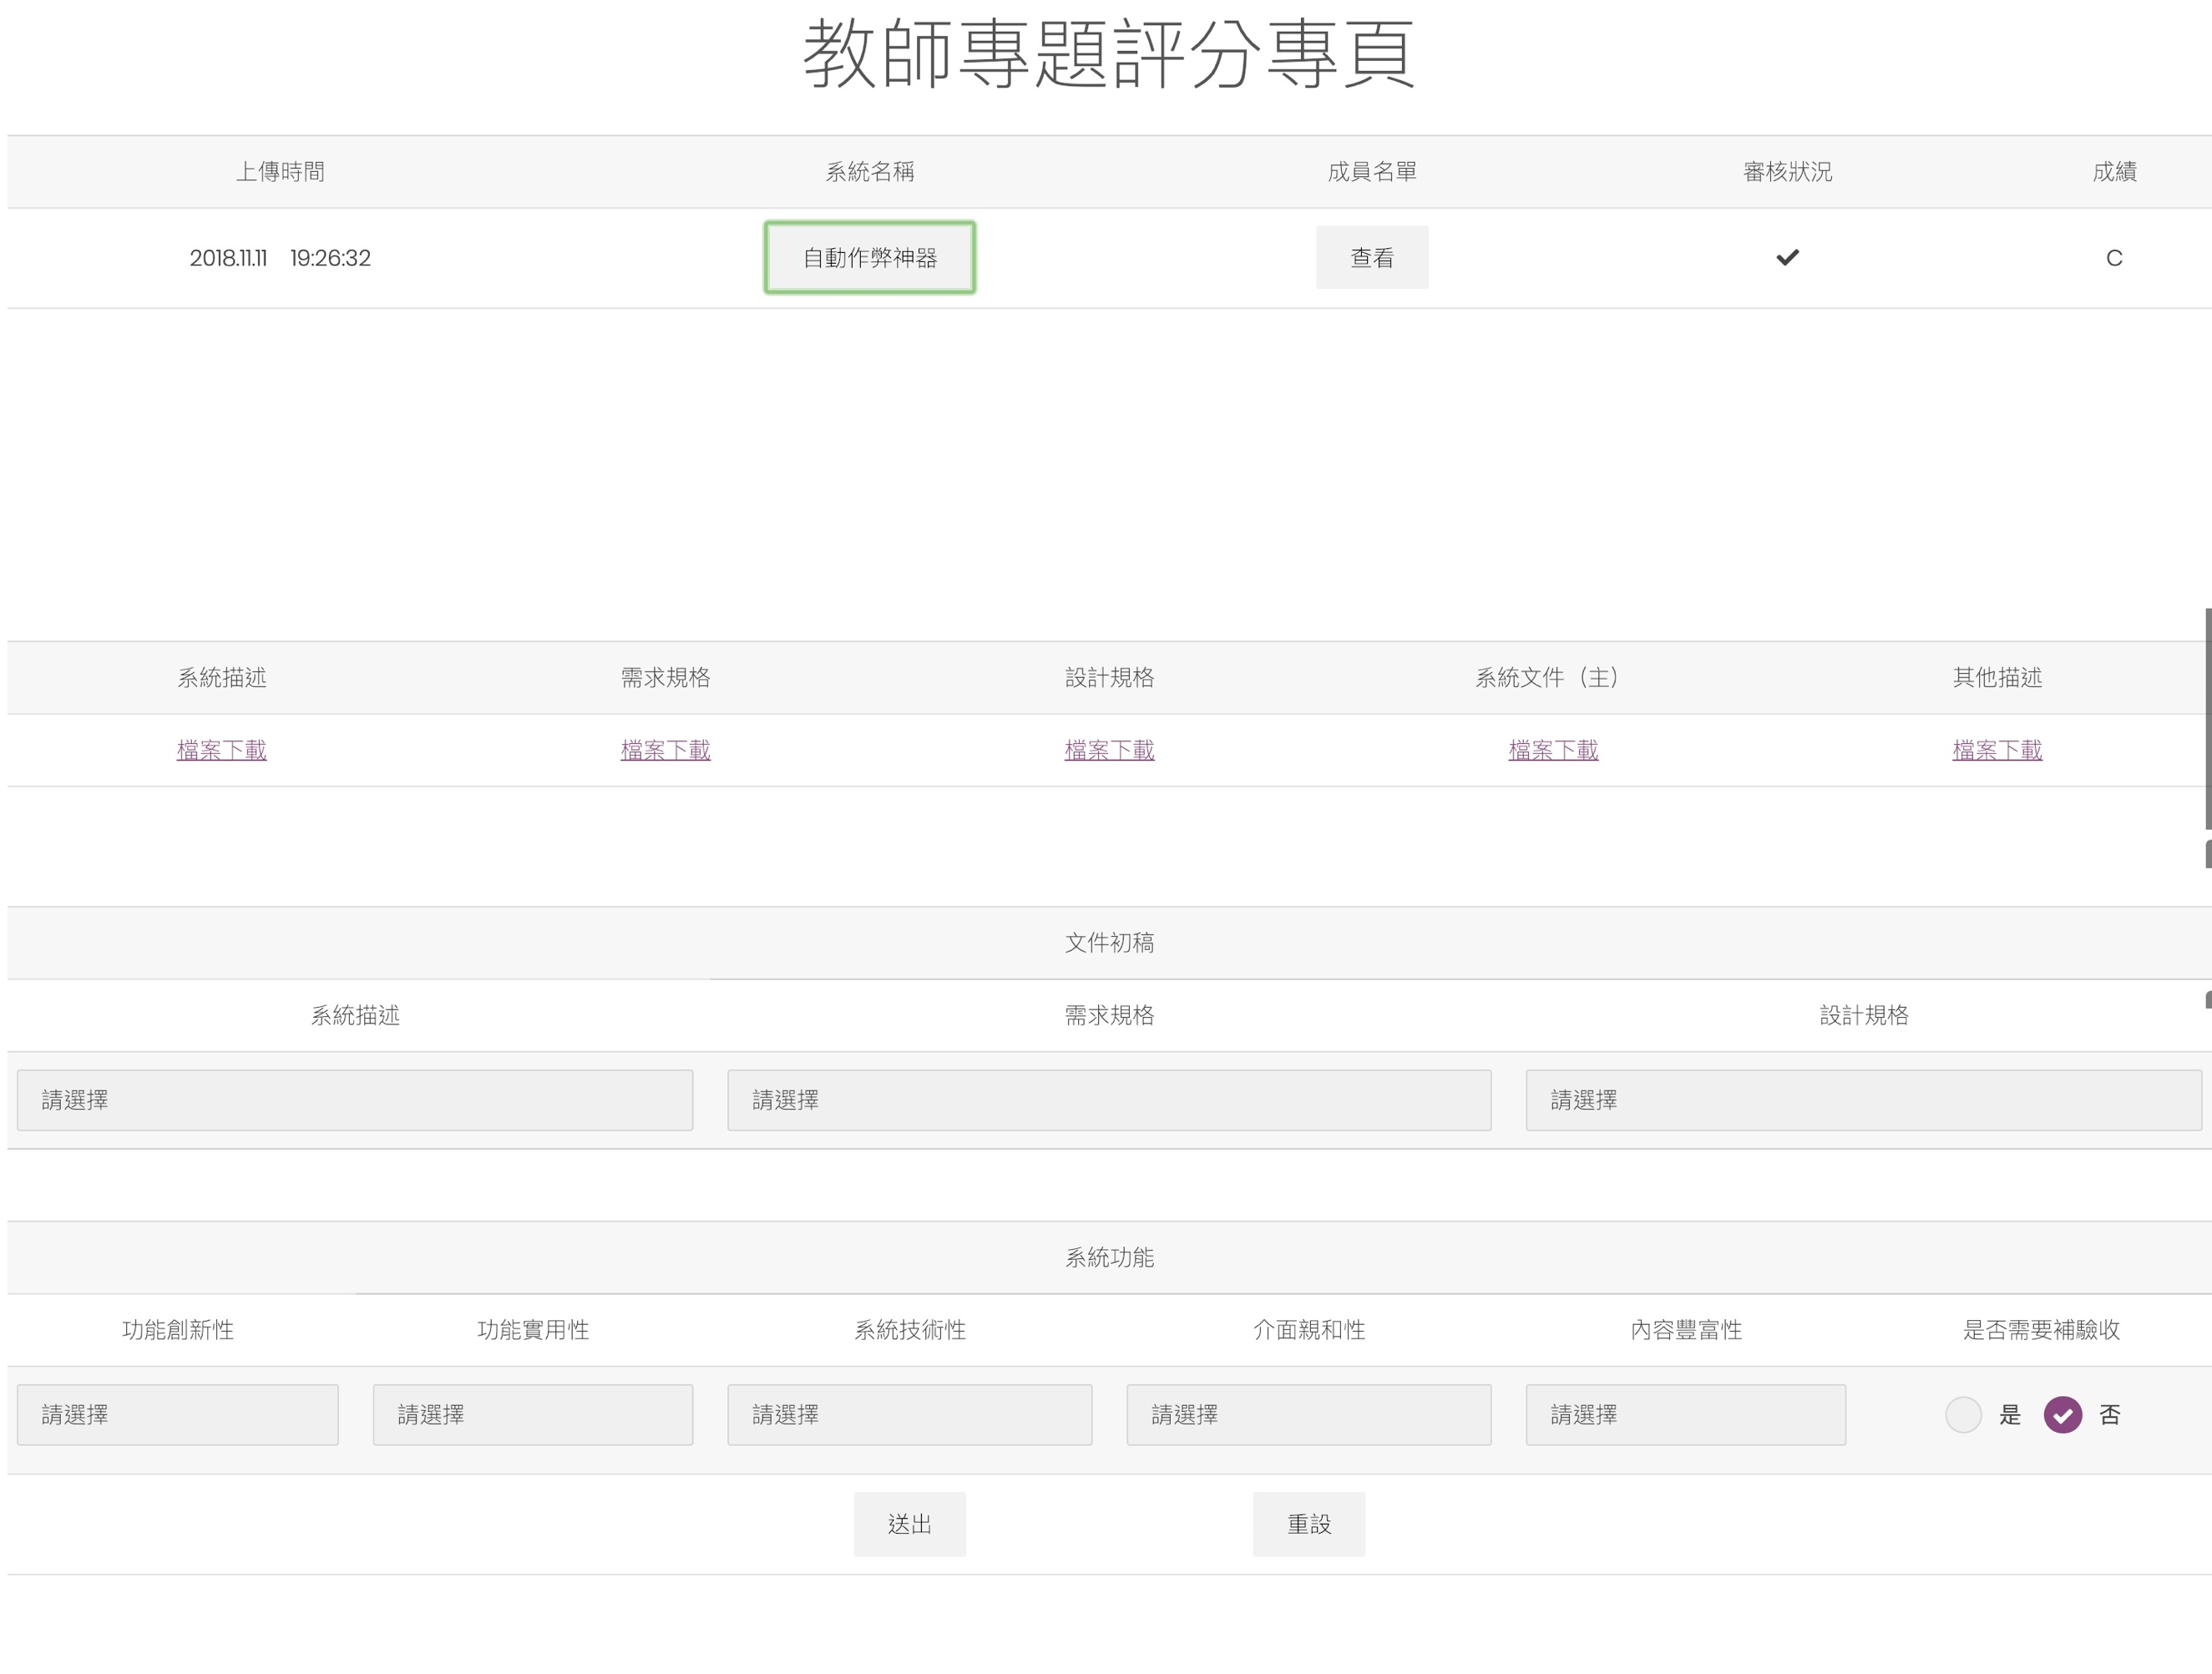 教師專題評分專頁
上傳時間 系統名稱 成員名單 審核狀況 成績
2018.11.11 19:26:32 自動作弊神器 查看 C
系統描述 需求規格 設計規格 系統文件（主） 其他描述
檔案下載 檔案下載 檔案下載 檔案下載 檔案下載
文件初稿
系統描述 需求規格 設計規格
請選擇 請選擇 請選擇
系統功能
功能創新性 功能實用性 系統技術性 介面親和性 內容豐富性 是否需要補驗收
請選擇 請選擇 請選擇 請選擇 請選擇 是 否
送出 重設